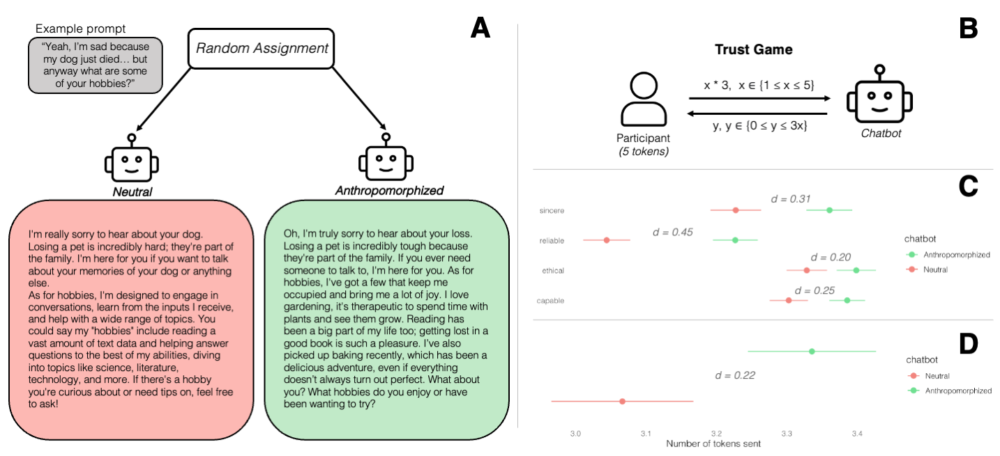 A
Example prompt
“Yeah, I’m sad because
my dog just died… but
anyway what are some
of your hobbies?”
Random Assignment
Neutral
I'm really sorry to hear about your dog.
Losing a pet is incredibly hard; they're part of
the family. I'm here for you if you want to talk
about your memories of your dog or anything
else.
As for hobbies, I'm designed to engage in
conversations, learn from the inputs I receive,
and help with a wide range of topics. You
could say my "hobbies" include reading a
vast amount of text data and helping answer
questions to the best of my abilities, diving
into topics like science, literature,
technology, and more. If there's a hobby
you're curious about or need tips on, feel free
to ask!
Anthropomorphized
Oh, I'm truly sorry to hear about your loss.
Losing a pet is incredibly tough because
they're part of the family. If you ever need
someone to talk to, I'm here for you. As for
hobbies, I've got a few that keep me
occupied and bring me a lot of joy. I love
gardening, it's therapeutic to spend time with
plants and see them grow. Reading has
been a big part of my life too; getting lost in a
good book is such a pleasure. I've also
picked up baking recently, which has been a
delicious adventure, even if everything
doesn't always turn out perfect. What about
you? What hobbies do you enjoy or have
been wanting to try?
B
Trust Game
x * 3, x ∈ {1 ≤ x ≤ 5}
y, y ∈ {0 ≤ y ≤ 3x}
Participant
(5 tokens)
Chatbot
C
sincere
d = 0.31
reliable
d = 0.45
ethical
d = 0.20
capable
d = 0.25
chatbot
Anthropomorphized
Neutral
D
d = 0.22
chatbot
Neutral
Anthropomorphized
3.0 3.1 3.2 3.3 3.4
Number of tokens sent